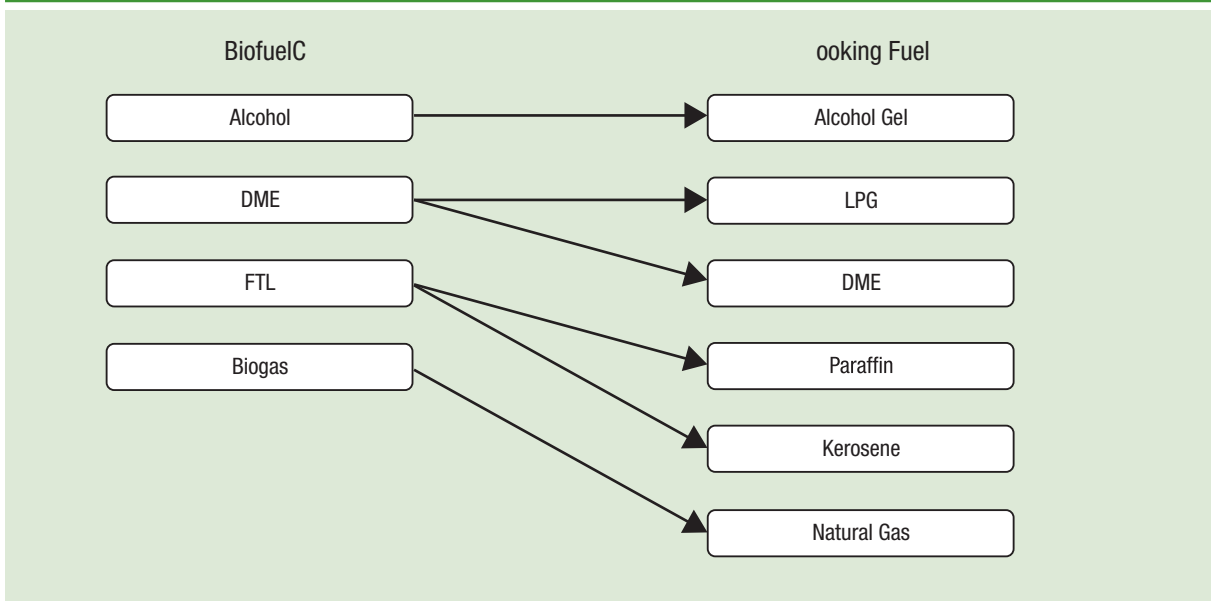 BiofuelC
ooking Fuel
Alcohol
Alcohol Gel
DME
LPG
FTL
DME
Biogas
Paraffin
Kerosene
Natural Gas